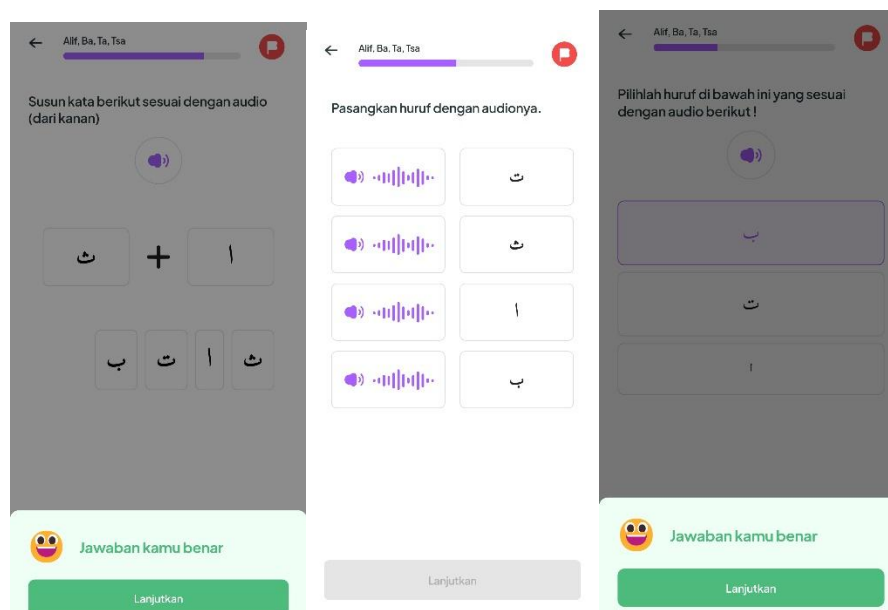 Alif, Ba, Ta, Tsa
Susun kata berikut sesuai dengan audio
(dari kanan)
ث + ا
ب ت ا ث
Jawaban kamu benar
Lanjutkan
Alif, Ba, Ta, Tsa
Pasangkan huruf dengan audionya.
ت
ث
ا
ب
Lanjutkan
Alif, Ba, Ta, Tsa
Pilihlah huruf di bawah ini yang sesuai
dengan audio berikut !
ب
ت
ا
Jawaban kamu benar
Lanjutkan